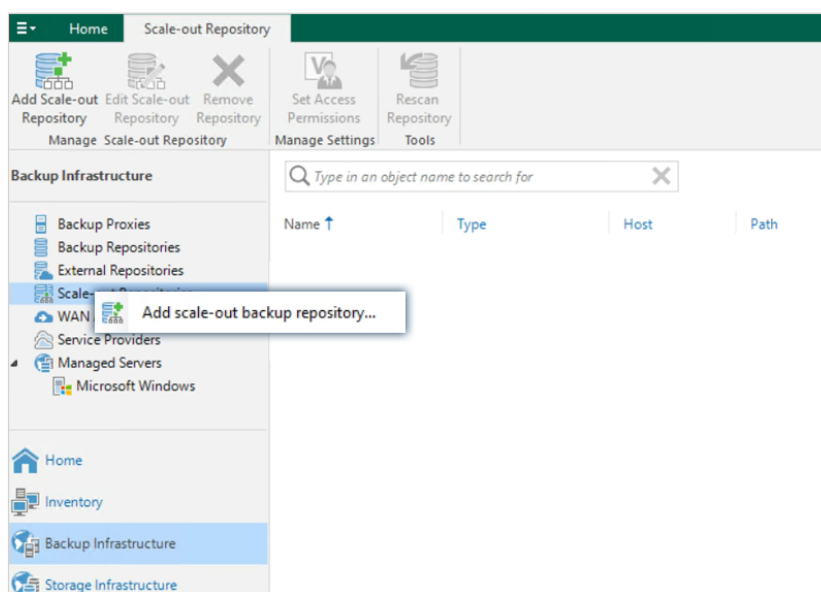 Home Scale-out Repository
Add Scale-out Edit Scale-out Remove Set Access Rescan
Repository Repository Repository Permissions Repository
Manage Scale-out Repository Manage Settings Tools
Backup Infrastructure
Type in an object name to search for
Name Type Host Path
Backup Proxies
Backup Repositories
External Repositories
Scale-
Add scale-out backup repository...
WAN
Service Providers
Managed Servers
Microsoft Windows
Home
Inventory
Backup Infrastructure
Storage Infrastructure